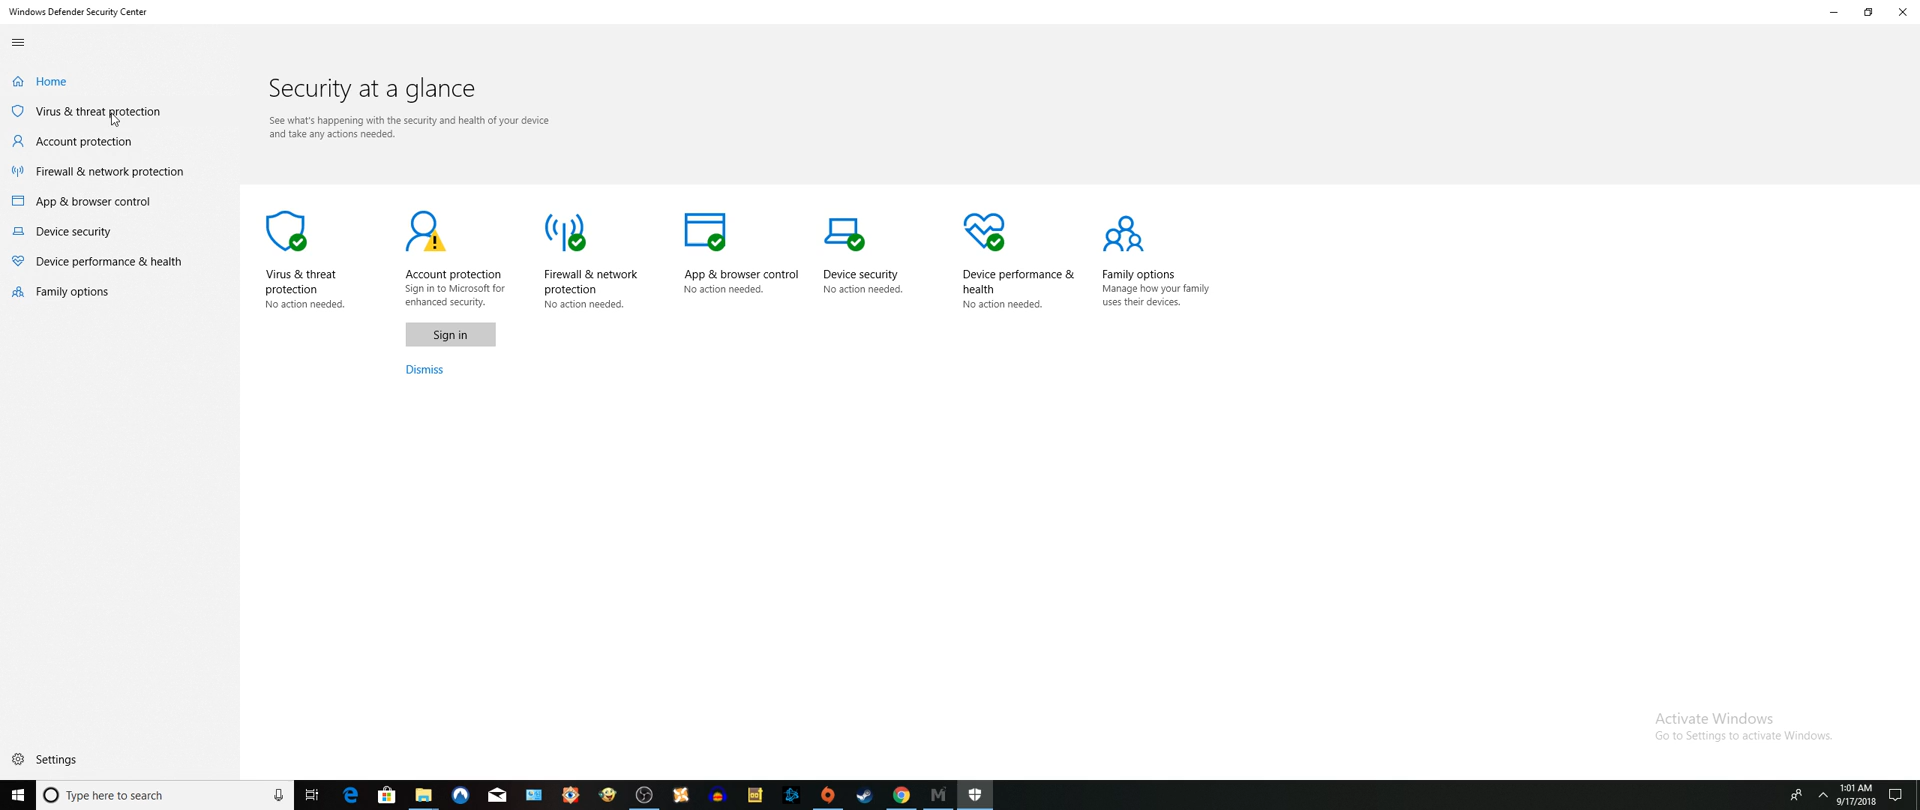 Windows Defender Security Center
Home
Virus & threat protection
Account protection
Firewall & network protection
App & browser control
Device security
Device performance & health
Family options
Settings
Security at a glance
See what's happening with the security and health of your device
and take any actions needed.
Virus & threat
protection
No action needed.
Account protection
Sign in to Microsoft for
enhanced security.
Sign in
Dismiss
Firewall & network
protection
No action needed.
App & browser control
No action needed.
Device security
No action needed.
Device performance &
health
No action needed.
Family options
Manage how your family
uses their devices.
Activate Windows
Go to Settings to activate Windows.
Type here to search
1:01 AM
9/17/2018